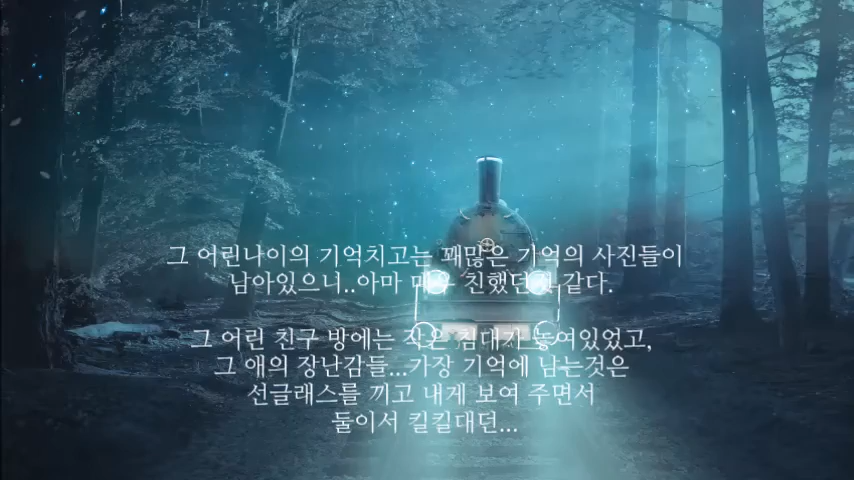 그 어린나이의 기억치고는 꽤많은 기억의 사진들이
남아있으니..아마 매우 친했던것 같다.
그 어린 친구 방에는 작은 침대가 놓여있었고,
그 애의 장난감들...가장 기억에 남는것은
선글래스를 끼고 내게 보여 주면서
둘이서 킬킬대던...